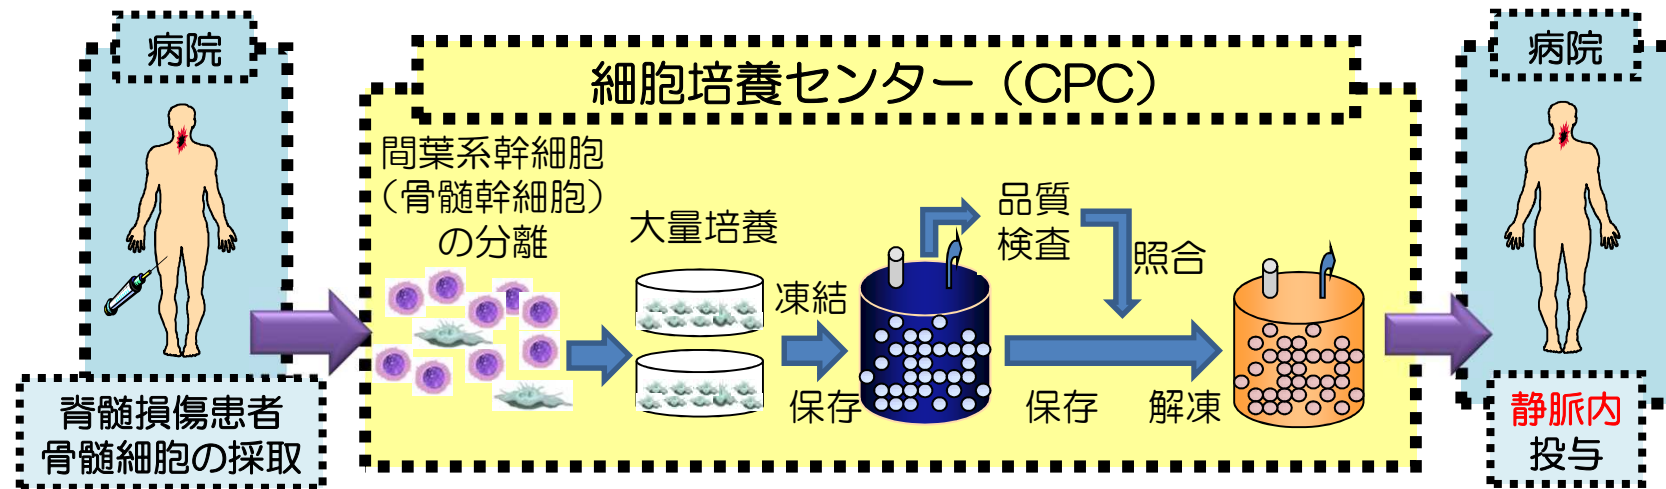 病院
脊髄損傷患者
骨髄細胞の採取
細胞培養センター（CPC）
間葉系幹細胞
（骨髄幹細胞）
の分離
大量培養
凍結
保存
品質
検査
照合
保存
解凍
病院
静脈内
投与